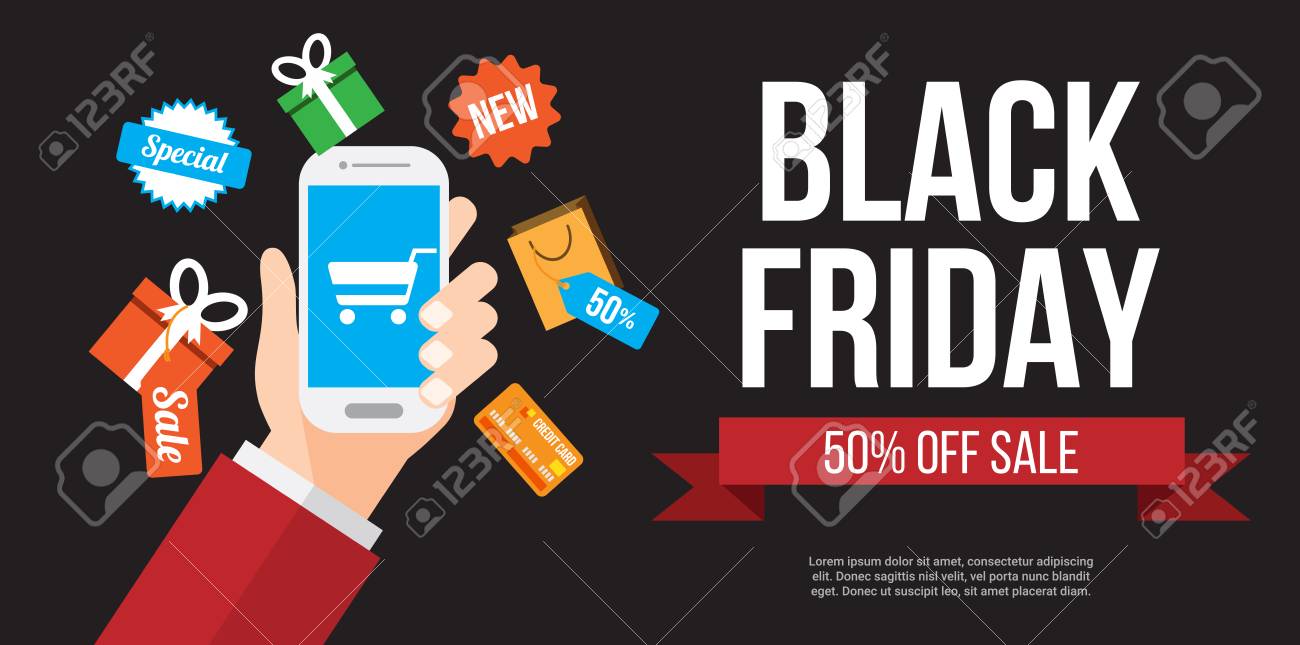 Special
NEW
50%
Sale
CREDIT CARD
BLACK
FRIDAY
50% OFF SALE
Lorem ipsum dolor sit amet, consectetur adipiscing
elit. Donec sagittis nisl velit, vel porta nunc blandit
eget. Donec ut suscipit leo, sit amet placerat diam.
123RF
123RF
123RF
123RF